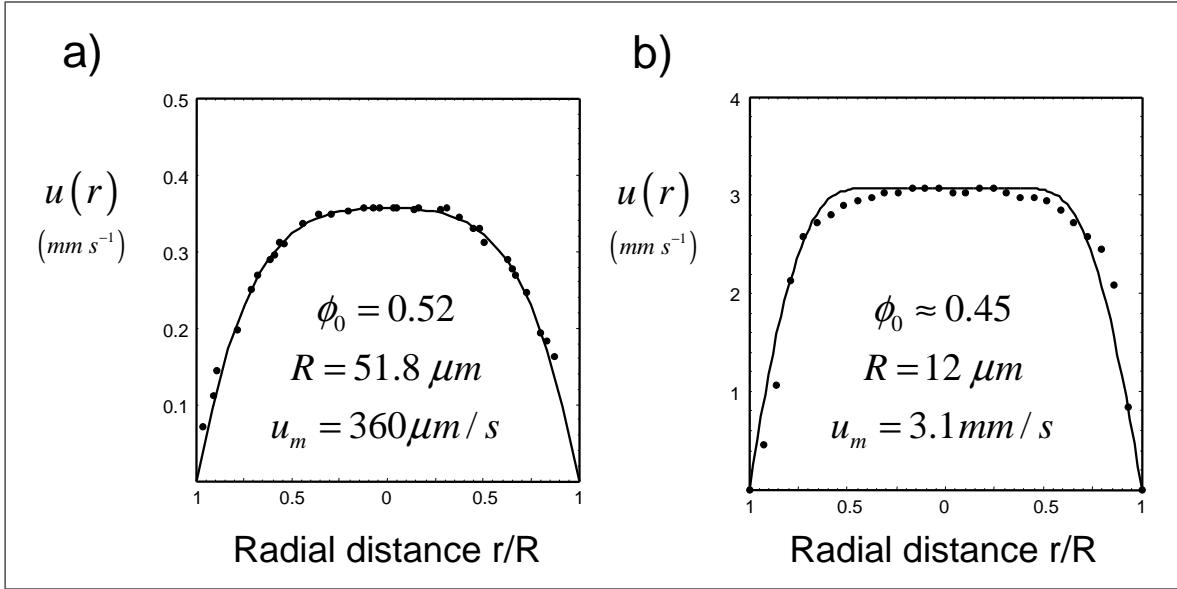 a)
0.5
0.4
0.3
0.2
0.1
u(r)
(mm s⁻¹)
ϕ₀ = 0.52
R = 51.8 μm
uₘ = 360μm/s
1 0.5 0 0.5 1
Radial distance r/R
b)
4
3
2
1
u(r)
(mm s⁻¹)
ϕ₀ ≈ 0.45
R = 12 μm
uₘ = 3.1mm/s
1 0.5 0 0.5 1
Radial distance r/R